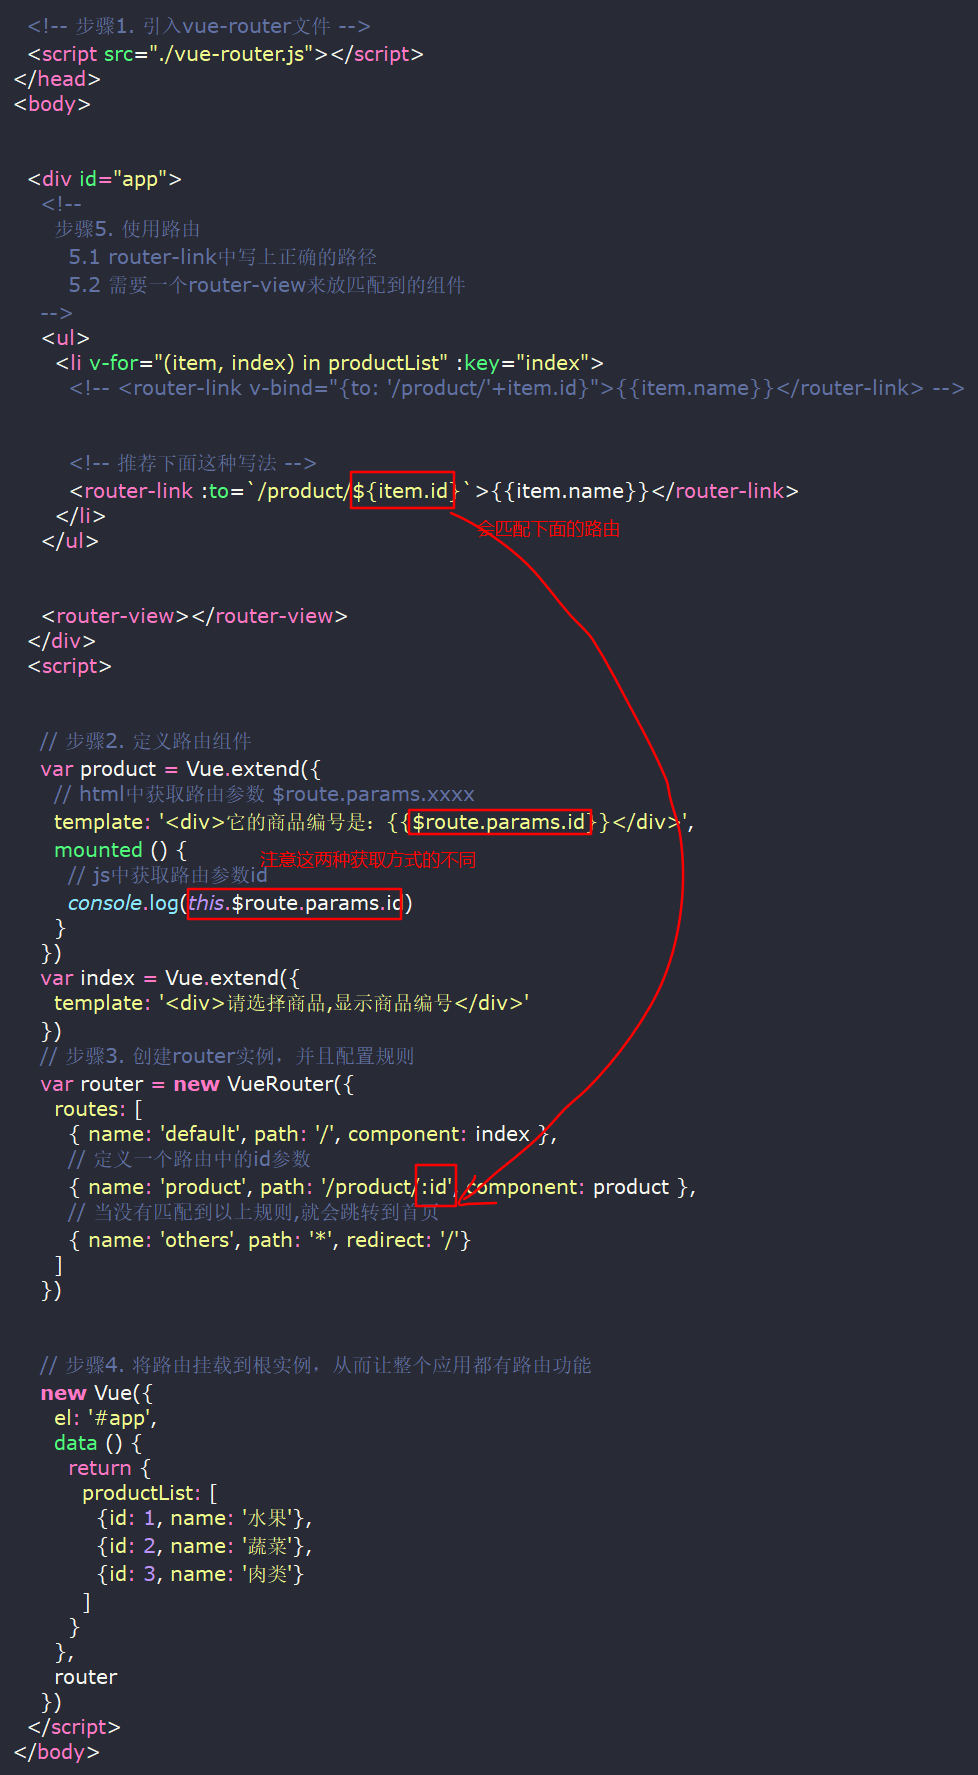 <!-- 步骤1. 引入vue-router文件 -->
<script src="./vue-router.js"></script>
</head>
<body>
<div id="app">
<!--
步骤5. 使用路由
5.1 router-link中写上正确的路径
5.2 需要一个router-view来放匹配到的组件
-->
<ul>
<li v-for="(item, index) in productList" :key="index">
<!-- <router-link v-bind="{to: '/product/'+item.id}">{{item.name}}</router-link> -->
<!-- 推荐下面这种写法 -->
<router-link :to=`/product/${item.id}`>{{item.name}}</router-link>
</li>
会匹配下面的路由
</ul>
<router-view></router-view>
</div>
<script>
// 步骤2. 定义路由组件
var product = Vue.extend({
// html中获取路由参数 $route.params.xxxx
template: '<div>它的商品编号是：{{$route.params.id}}</div>',
mounted () {
注意这两种获取方式的不同
// js中获取路由参数id
console.log(this.$route.params.id)
}
})
var index = Vue.extend({
template: '<div>请选择商品,显示商品编号</div>'
})
// 步骤3. 创建router实例，并且配置规则
var router = new VueRouter({
routes: [
{ name: 'default', path: '/', component: index },
// 定义一个路由中的id参数
{ name: 'product', path: '/product/:id', component: product },
// 当没有匹配到以上规则,就会跳转到首页
{ name: 'others', path: '*', redirect: '/'}
]
})
// 步骤4. 将路由挂载到根实例，从而让整个应用都有路由功能
new Vue({
el: '#app',
data () {
return {
productList: [
{id: 1, name: '水果'},
{id: 2, name: '蔬菜'},
{id: 3, name: '肉类'}
]
}
},
router
})
</script>
</body>